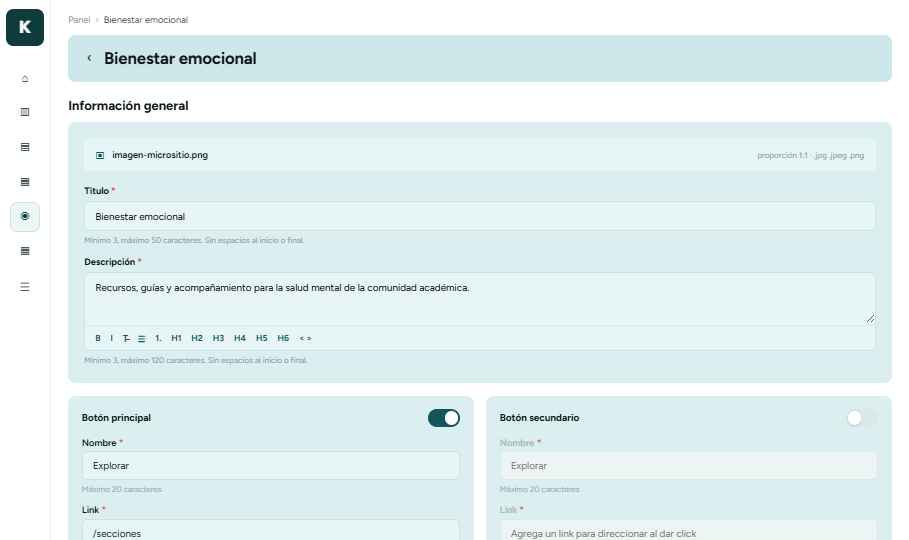 K
Panel › Bienestar emocional
‹ Bienestar emocional
Información general
imagen-micrositio.png
proporción 1:1 · .jpg .jpeg .png
Titulo *
Bienestar emocional
Mínimo 3, máximo 50 caracteres. Sin espacios al inicio o final.
Descripción *
Recursos, guías y acompañamiento para la salud mental de la comunidad académica.
B I T 1. H1 H2 H3 H4 H5 H6 < >
Mínimo 3, máximo 120 caracteres. Sin espacios al inicio o final.
Botón principal
Nombre *
Explorar
Máximo 20 caracteres
Link *
/secciones
Botón secundario
Nombre *
Explorar
Máximo 20 caracteres
Link *
Agrega un link para direccionar al dar click